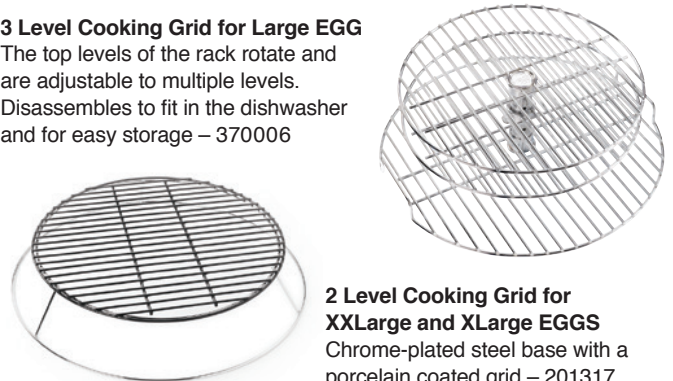 3 Level Cooking Grid for Large EGG
The top levels of the rack rotate and
are adjustable to multiple levels.
Disassembles to fit in the dishwasher
and for easy storage – 370006
2 Level Cooking Grid for
XXLarge and XLarge EGGS
Chrome-plated steel base with a
porcelain coated grid – 201317